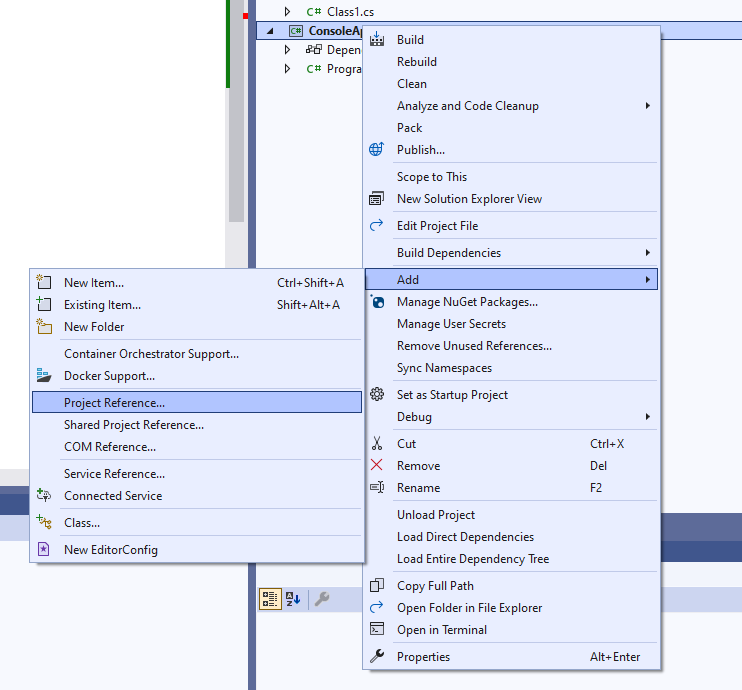 C# Class1.cs
C# ConsoleAp
Depen
C# Progra
Build
Rebuild
Clean
Analyze and Code Cleanup
Pack
Publish...
Scope to This
New Solution Explorer View
Edit Project File
Build Dependencies
Add
Manage NuGet Packages...
Manage User Secrets
Remove Unused References...
Sync Namespaces
Set as Startup Project
Debug
Cut Ctrl+X
Remove Del
Rename F2
Unload Project
Load Direct Dependencies
Load Entire Dependency Tree
Copy Full Path
Open Folder in File Explorer
Open in Terminal
Properties Alt+Enter
New Item... Ctrl+Shift+A
Existing Item... Shift+Alt+A
New Folder
Container Orchestrator Support...
Docker Support...
Project Reference...
Shared Project Reference...
COM Reference...
Service Reference...
Connected Service
Class...
New EditorConfig
AZ